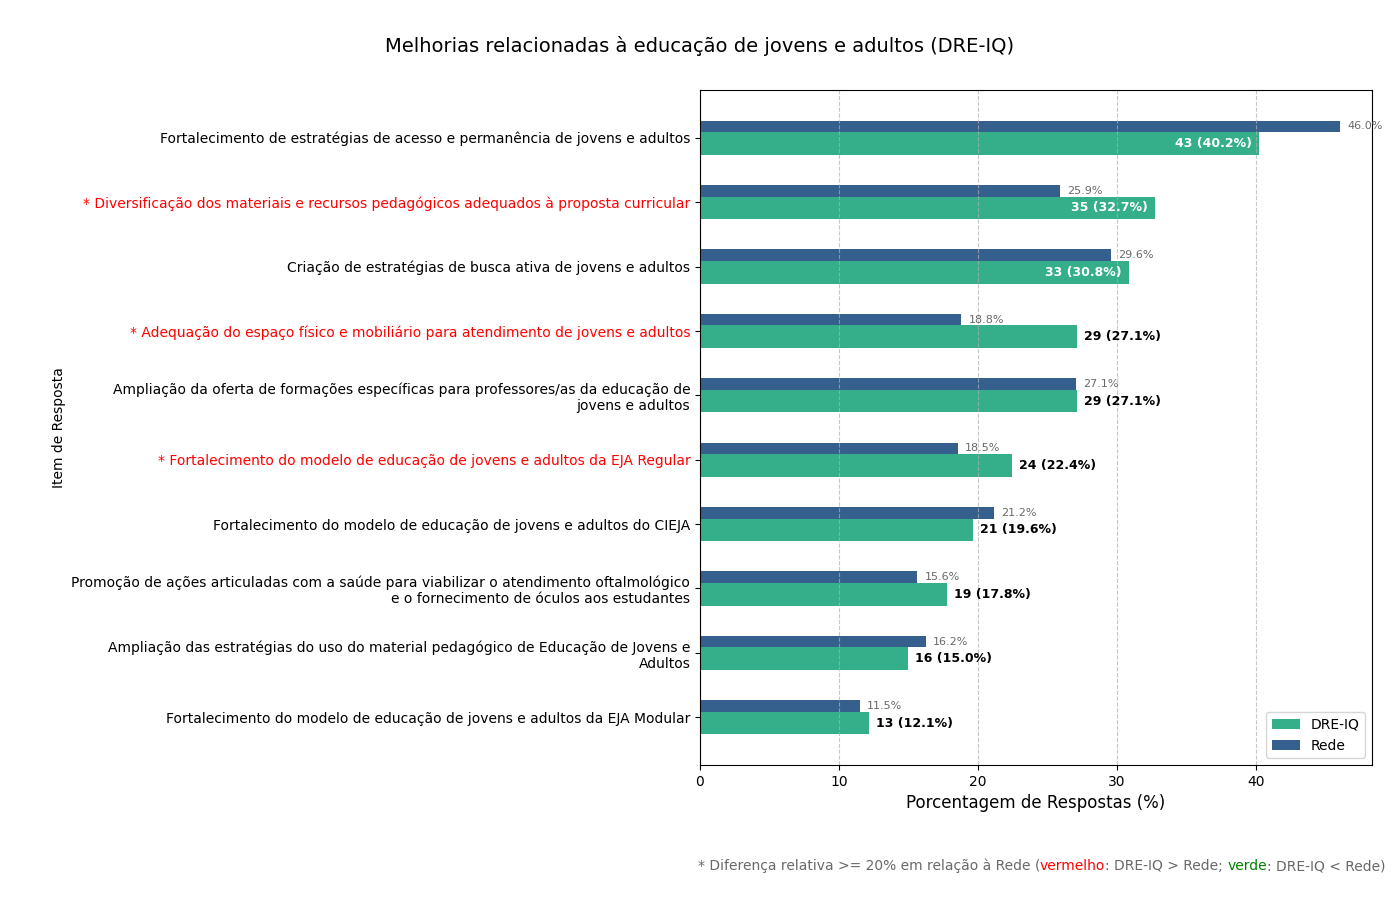 Melhorias relacionadas à educação de jovens e adultos (DRE-IQ)
Item de Resposta
Fortalecimento de estratégias de acesso e permanência de jovens e adultos
46.0%
43 (40.2%)
* Diversificação dos materiais e recursos pedagógicos adequados à proposta curricular
25.9%
35 (32.7%)
Criação de estratégias de busca ativa de jovens e adultos
29.6%
33 (30.8%)
* Adequação do espaço físico e mobiliário para atendimento de jovens e adultos
18.8%
29 (27.1%)
Ampliação da oferta de formações específicas para professores/as da educação de
jovens e adultos
27.1%
29 (27.1%)
* Fortalecimento do modelo de educação de jovens e adultos da EJA Regular
18.5%
24 (22.4%)
Fortalecimento do modelo de educação de jovens e adultos do CIEJA
21.2%
21 (19.6%)
Promoção de ações articuladas com a saúde para viabilizar o atendimento oftalmológico
e o fornecimento de óculos aos estudantes
15.6%
19 (17.8%)
Ampliação das estratégias do uso do material pedagógico de Educação de Jovens e
Adultos
16.2%
16 (15.0%)
Fortalecimento do modelo de educação de jovens e adultos da EJA Modular
11.5%
13 (12.1%)
DRE-IQ
Rede
0 10 20 30 40
Porcentagem de Respostas (%)
* Diferença relativa >= 20% em relação à Rede (vermelho: DRE-IQ > Rede; verde: DRE-IQ < Rede)